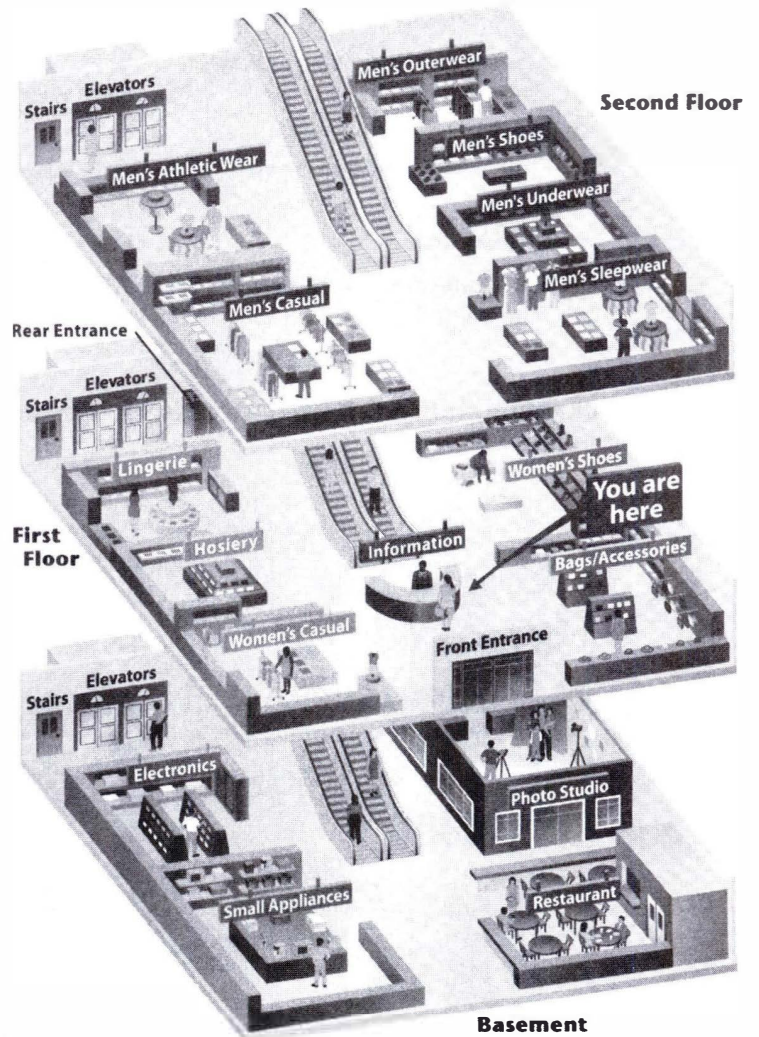 Second Floor
Men's Outerwear
Elevators
Stairs
Men's Shoes
Men's Athletic Wear
Men's Underwear
Men's Sleepwear
Men's Casual
Rear Entrance
Elevators
Stairs
Lingerie
Women's Shoes
You are
here
First
Floor
Hosiery
Information
Bags/Accessories
Women's Casual
Front Entrance
Elevators
Stairs
Electronics
Photo Studio
Small Appliances
Restaurant
Basement